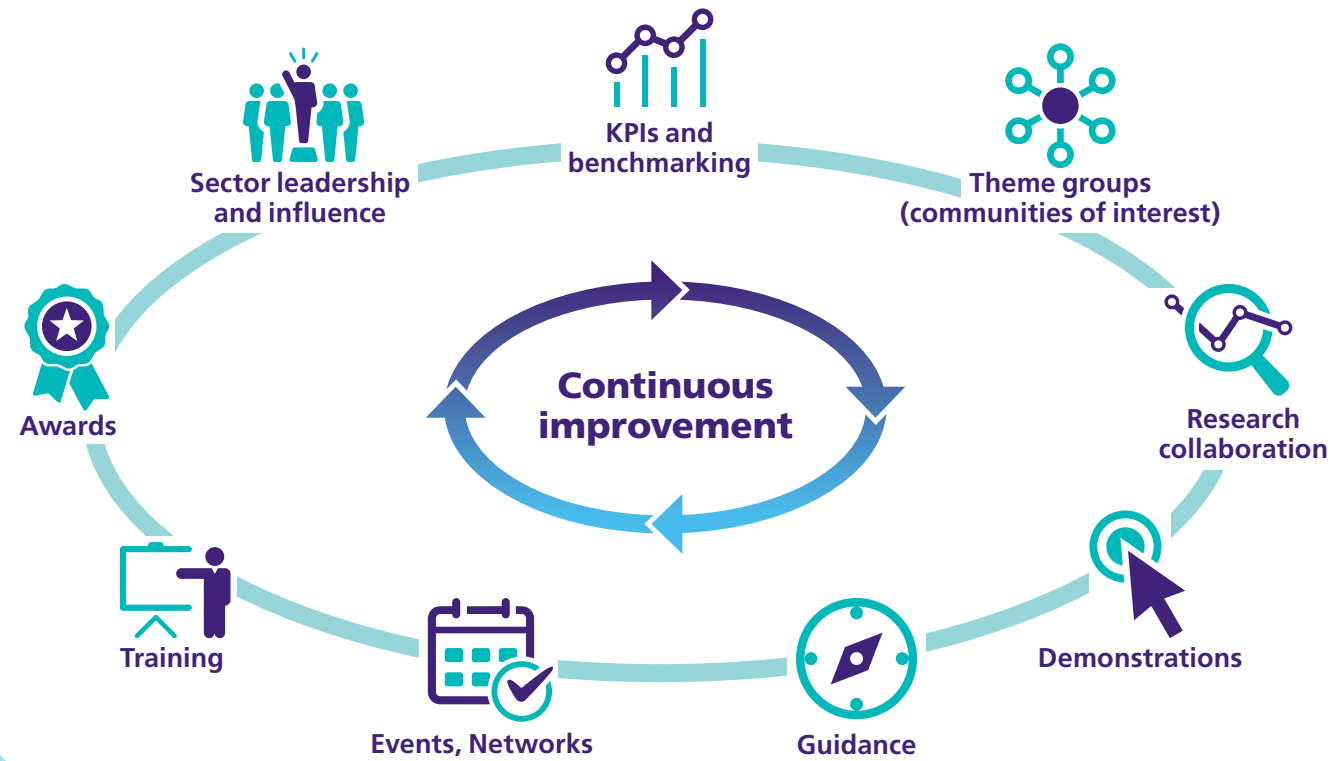 KPIs and
benchmarking
Sector leadership
and influence
Theme groups
(communities of interest)
Continuous
improvement
Awards
Research
collaboration
Training
Demonstrations
Events, Networks
Guidance